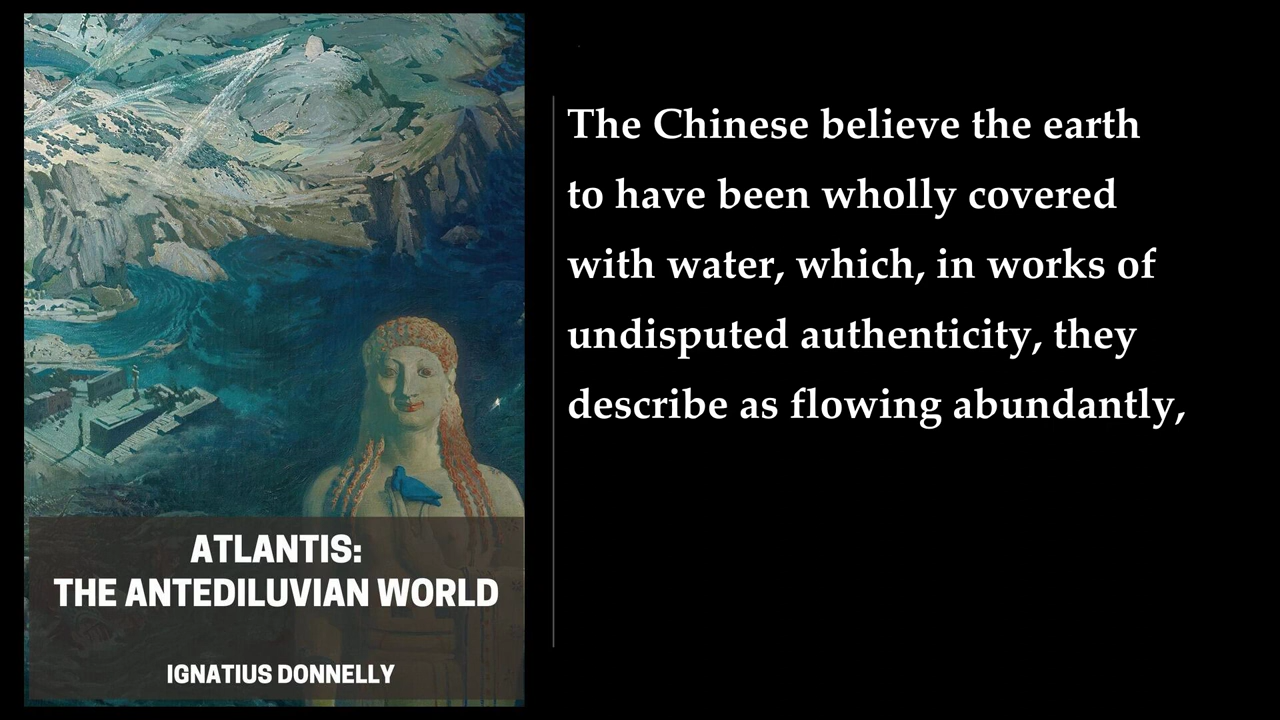 ATLANTIS:
THE ANTEDILUVIAN WORLD
IGNATIUS DONNELLY
The Chinese believe the earth
to have been wholly covered
with water, which, in works of
undisputed authenticity, they
describe as flowing abundantly,